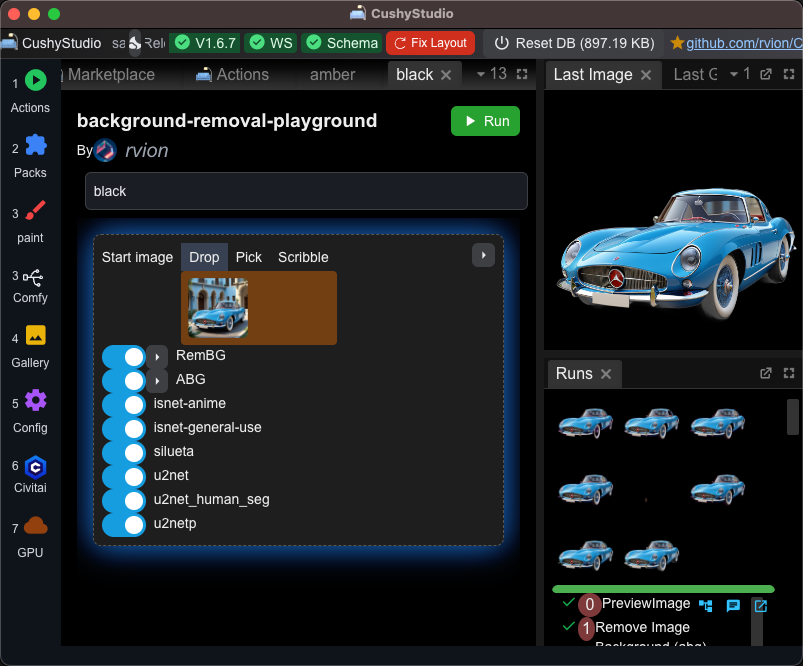 CushyStudio
CushyStudio sa Rele V1.6.7 WS Schema Fix Layout Reset DB (897.19 KB) github.com/rvion/C
1 Actions
2 Packs
3 paint
3 Comfy
4 Gallery
5 Config
6 Civitai
7 GPU
Marketplace Actions amber black 13
background-removal-playground
Run
By rvion
black
Start image Drop Pick Scribble
RemBG
ABG
isnet-anime
isnet-general-use
silueta
u2net
u2net_human_seg
u2netp
Last Image Last G 1
Runs
0 PreviewImage
1 Remove Image
Background (abg)